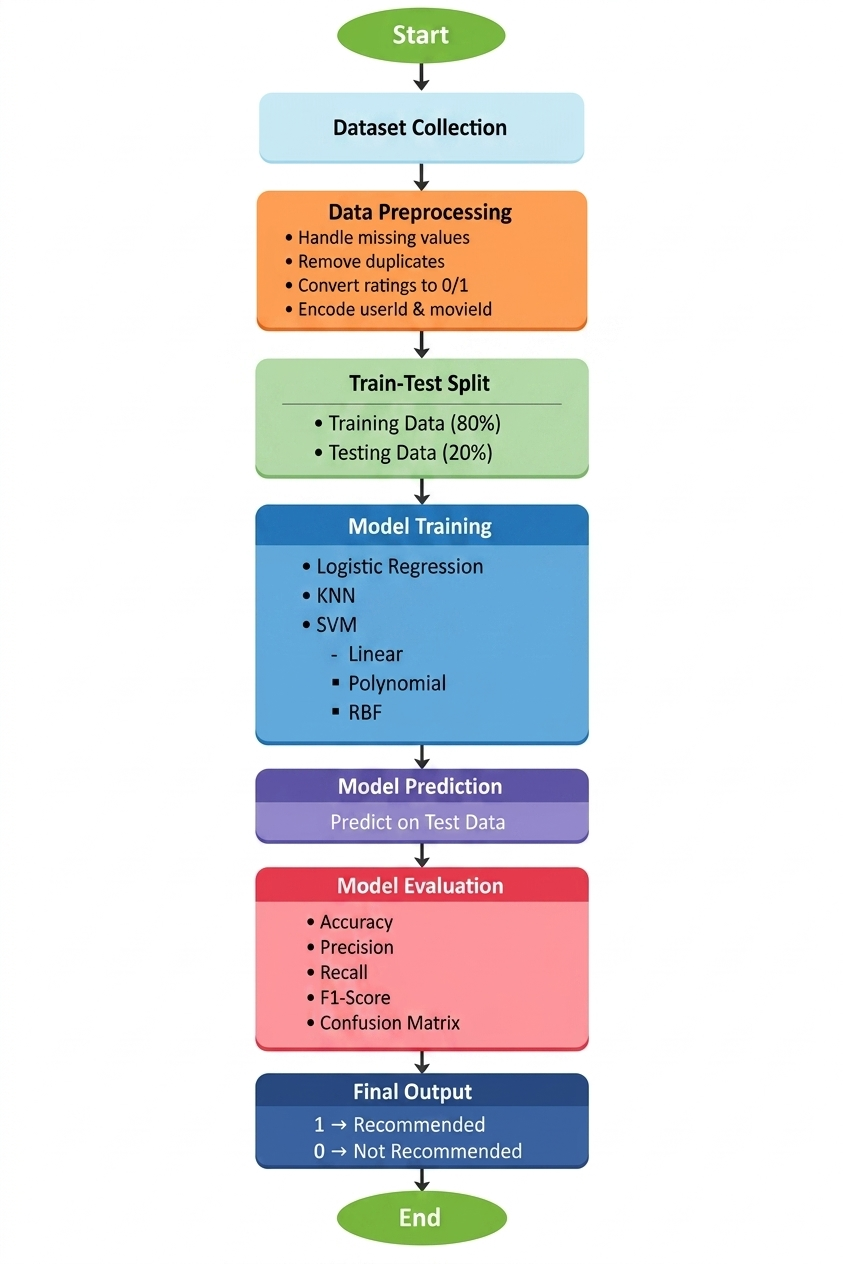 Start
Dataset Collection
Data Preprocessing
• Handle missing values
• Remove duplicates
• Convert ratings to 0/1
• Encode userId & movieId
Train-Test Split
• Training Data (80%)
• Testing Data (20%)
Model Training
• Logistic Regression
• KNN
• SVM
- Linear
▪ Polynomial
▪ RBF
Model Prediction
Predict on Test Data
Model Evaluation
• Accuracy
• Precision
• Recall
• F1-Score
• Confusion Matrix
Final Output
1 → Recommended
0 → Not Recommended
End